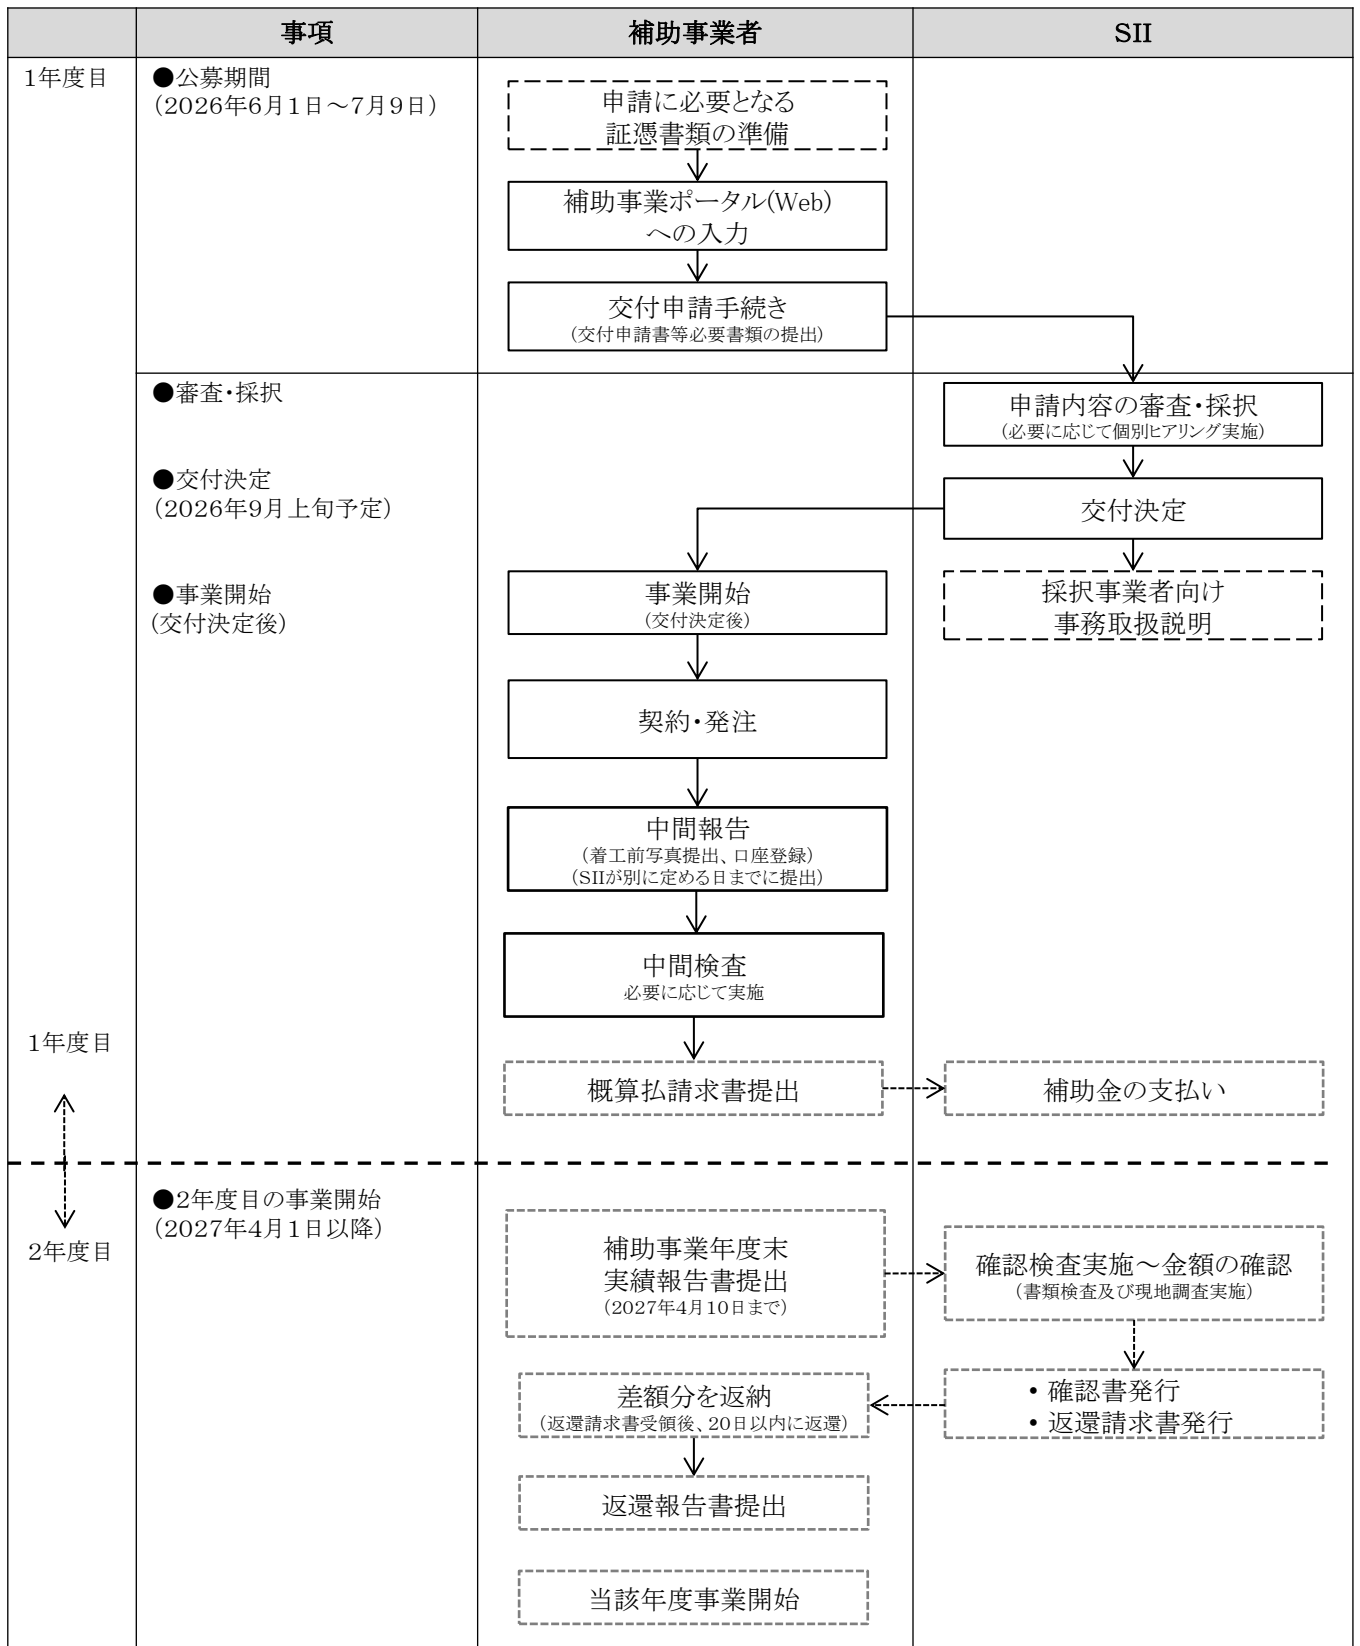 事項
補助事業者
SII
1年度目
●公募期間
(2026年6月1日～7月9日)
申請に必要となる
証憑書類の準備
補助事業ポータル(Web)
への入力
交付申請手続き
(交付申請書等必要書類の提出)
●審査・採択
申請内容の審査・採択
(必要に応じて個別ヒアリング実施)
●交付決定
(2026年9月上旬予定)
交付決定
●事業開始
(交付決定後)
事業開始
(交付決定後)
採択事業者向け
事務取扱説明
契約・発注
中間報告
(着工前写真提出、口座登録)
(SIIが別に定める日までに提出)
中間検査
必要に応じて実施
1年度目
概算払請求書提出
補助金の支払い
2年度目
●2年度目の事業開始
(2027年4月1日以降)
補助事業年度末
実績報告書提出
(2027年4月10日まで)
確認検査実施～金額の確認
(書類検査及び現地調査実施)
差額分を返納
(返還請求書受領後、20日以内に返還)
・確認書発行
・返還請求書発行
返還報告書提出
当該年度事業開始